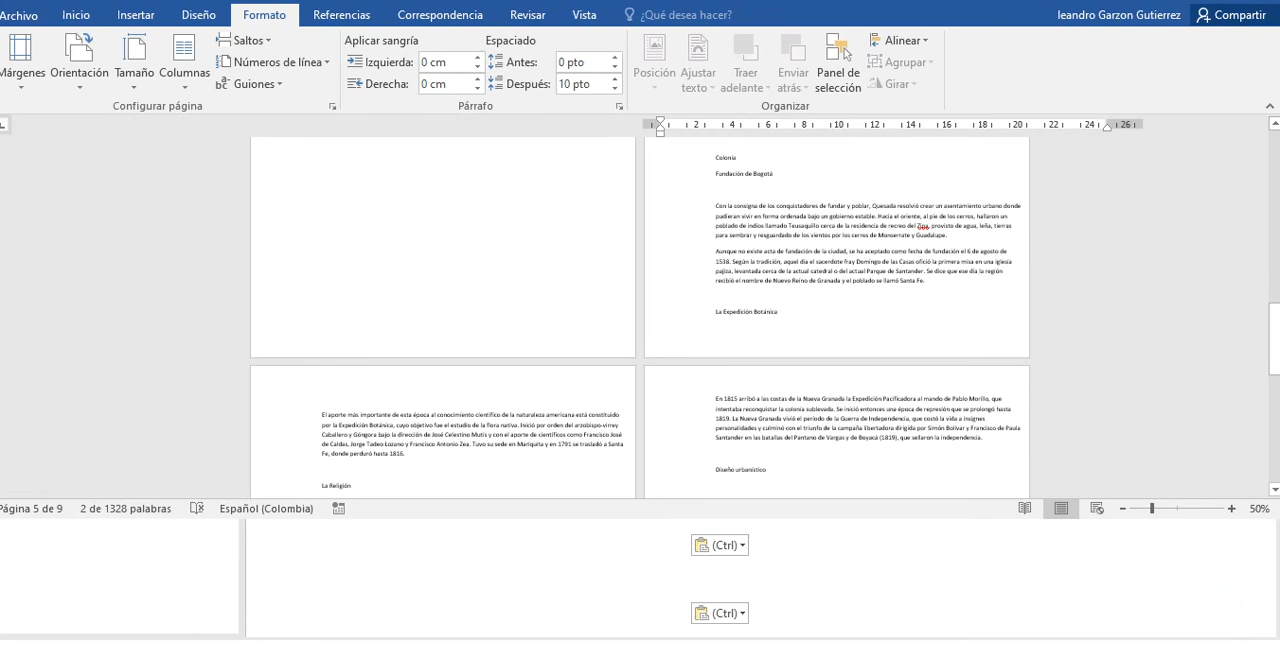 Archivo Inicio Insertar Diseño Formato Referencias Correspondencia Revisar Vista ¿Qué desea hacer? leandro Garzon Gutierrez Compartir
Márgenes Orientación Tamaño Columnas
Saltos
Números de línea
Guiones
Configurar página
Aplicar sangría
Izquierda: 0 cm
Derecha: 0 cm
Espaciado
Antes: 0 pto
Después: 10 pto
Párrafo
Posición Ajustar texto Traer adelante Enviar atrás Panel de selección
Alinear
Agrupar
Girar
Organizar
2 4 6 8 10 12 14 16 18 20 22 24 26
Colonia
Fundación de Bogotá
Con la consigna de los conquistadores de fundar y poblar, Quesada resolvió crear un asentamiento urbano donde
pudieran vivir en forma ordenada bajo un gobierno estable. Hacia el oriente, al pie de los cerros, hallaron un
poblado de indios llamado Teusaquillo cerca de la residencia de recreo del Zipa, provisto de agua, leña, tierras
para sembrar y resguardado de los vientos por los cerros de Monserrate y Guadalupe.
Aunque no existe acta de fundación de la ciudad, se ha aceptado como fecha de fundación el 6 de agosto de
1538. Según la tradición, aquel día el sacerdote fray Domingo de las Casas ofició la primera misa en una iglesia
pajiza, levantada cerca de la actual catedral o del actual Parque de Santander. Se dice que ese día la región
recibió el nombre de Nuevo Reino de Granada y el poblado se llamó Santa Fe.
La Expedición Botánica
El aporte más importante de esta época al conocimiento científico de la naturaleza americana está constituido
por la Expedición Botánica, cuyo objetivo fue el estudio de la flora nativa. Inició por orden del arzobispo-virrey
Caballero y Góngora bajo la dirección de José Celestino Mutis y con el aporte de científicos como Francisco José
de Caldas, Jorge Tadeo Lozano y Francisco Antonio Zea. Tuvo su sede en Mariquita y en 1791 se trasladó a Santa
Fe, donde perduró hasta 1816.
La Religión
En 1815 arribó a las costas de la Nueva Granada la Expedición Pacificadora al mando de Pablo Morillo, que
intentaba reconquistar la colonia sublevada. Se inició entonces una época de represión que se prolongó hasta
1819. La Nueva Granada vivió el período de la Guerra de Independencia, que costó la vida a insignes
personalidades y culminó con el triunfo de la campaña libertadora dirigida por Simón Bolívar y Francisco de Paula
Santander en las batallas del Pantano de Vargas y de Boyacá (1819), que sellaron la independencia.
Diseño urbanístico
Página 5 de 9 2 de 1328 palabras Español (Colombia) 50%
(Ctrl)
(Ctrl)